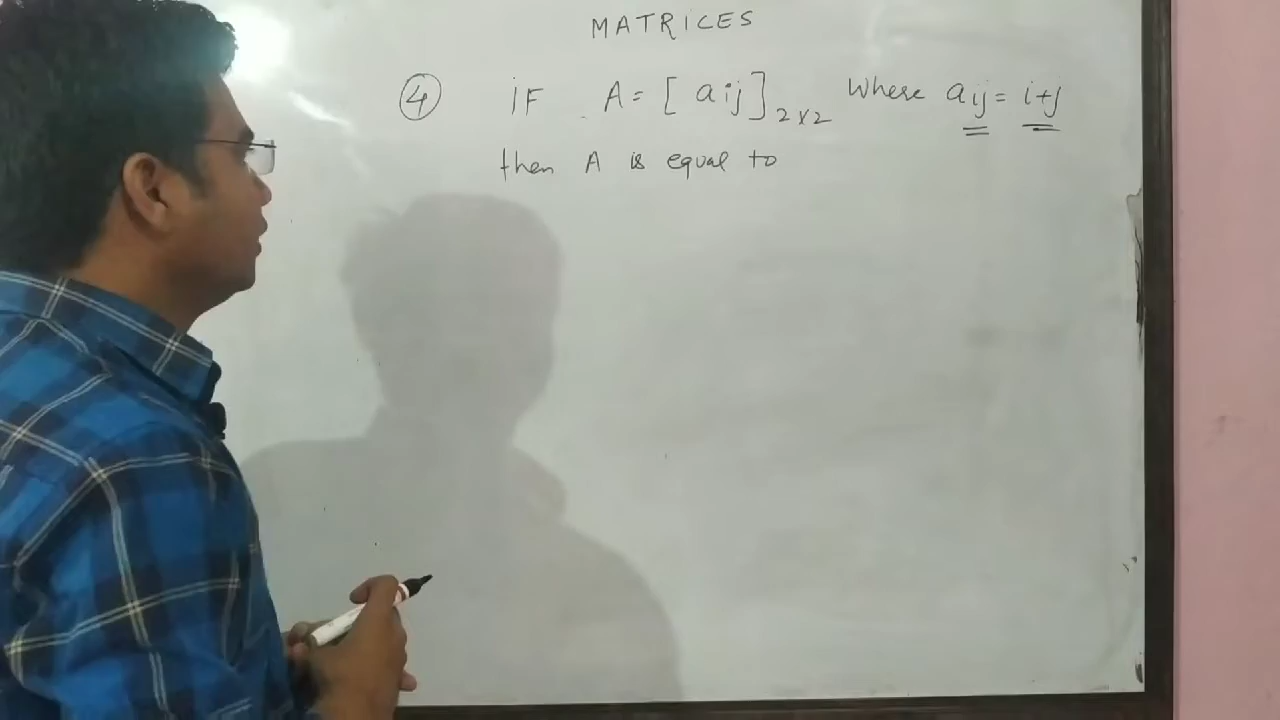 MATRICES
④ IF A = [aij]₂ₓ₂ Where aij = i+j
then A is equal to